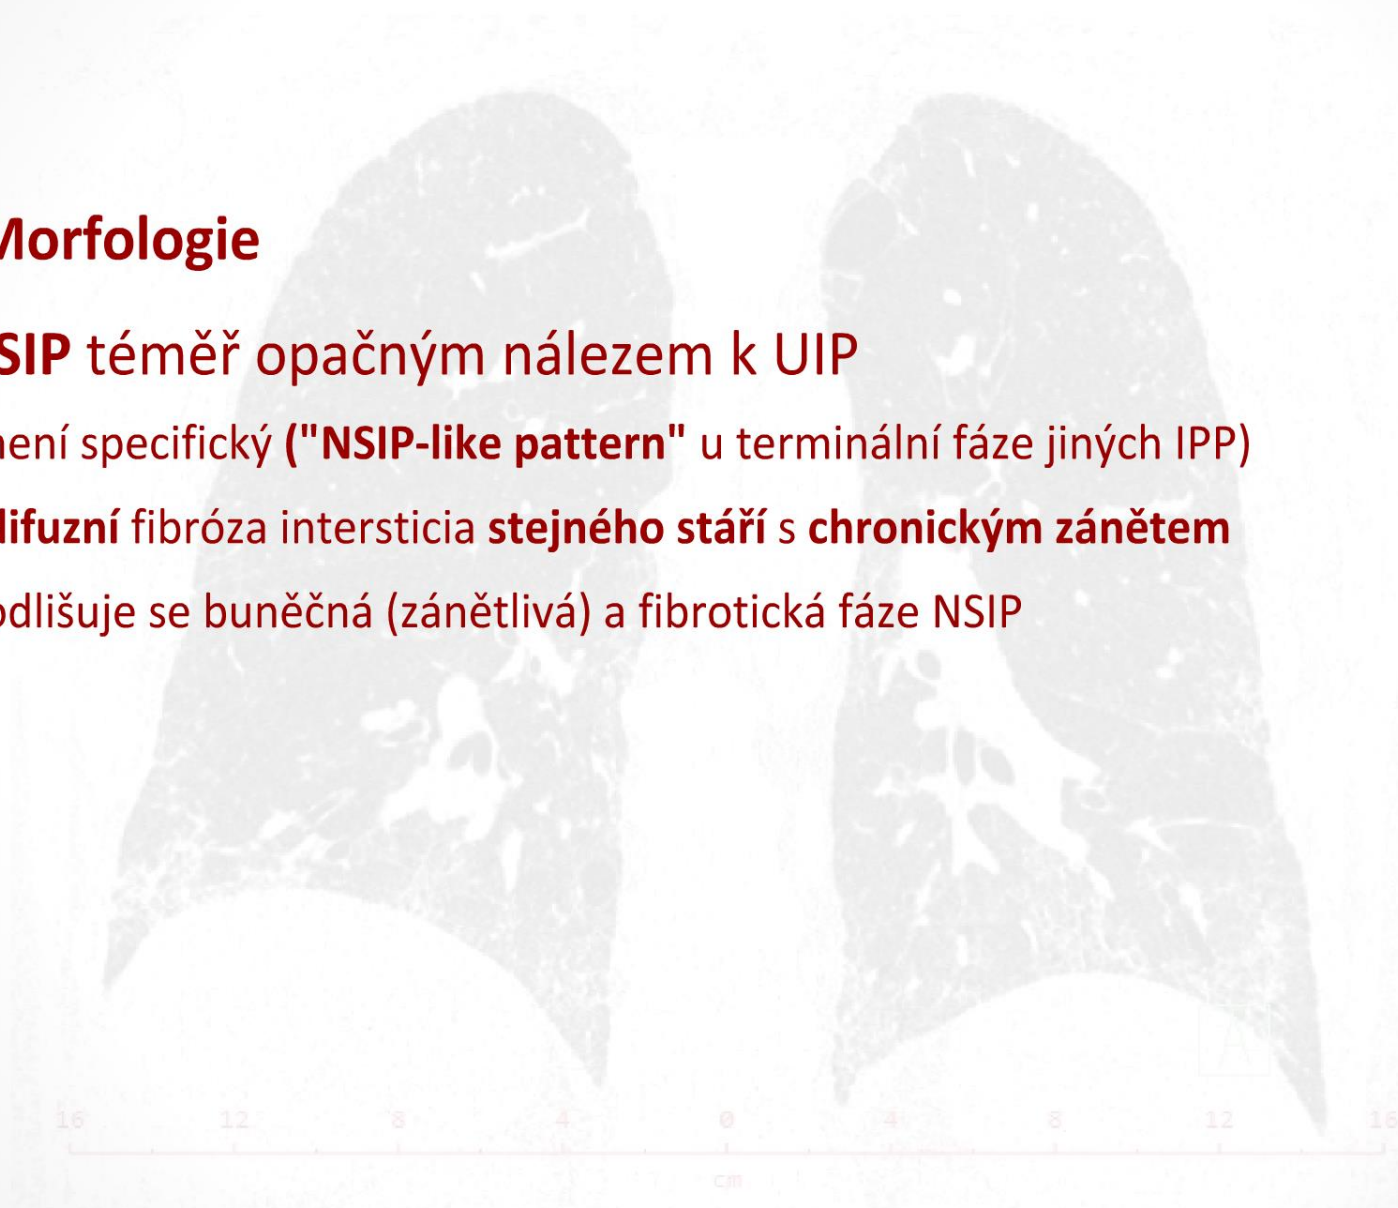 Morfologie
SIP téměř opačným nálezem k UIP
není specifický ("NSIP-like pattern" u terminální fáze jiných IPP)
difuzní fibróza intersticia stejného stáří s chronickým zánětem
odlišuje se buněčná (zánětlivá) a fibrotická fáze NSIP
A
16 12 8 4 0 4 8 12 16
cm